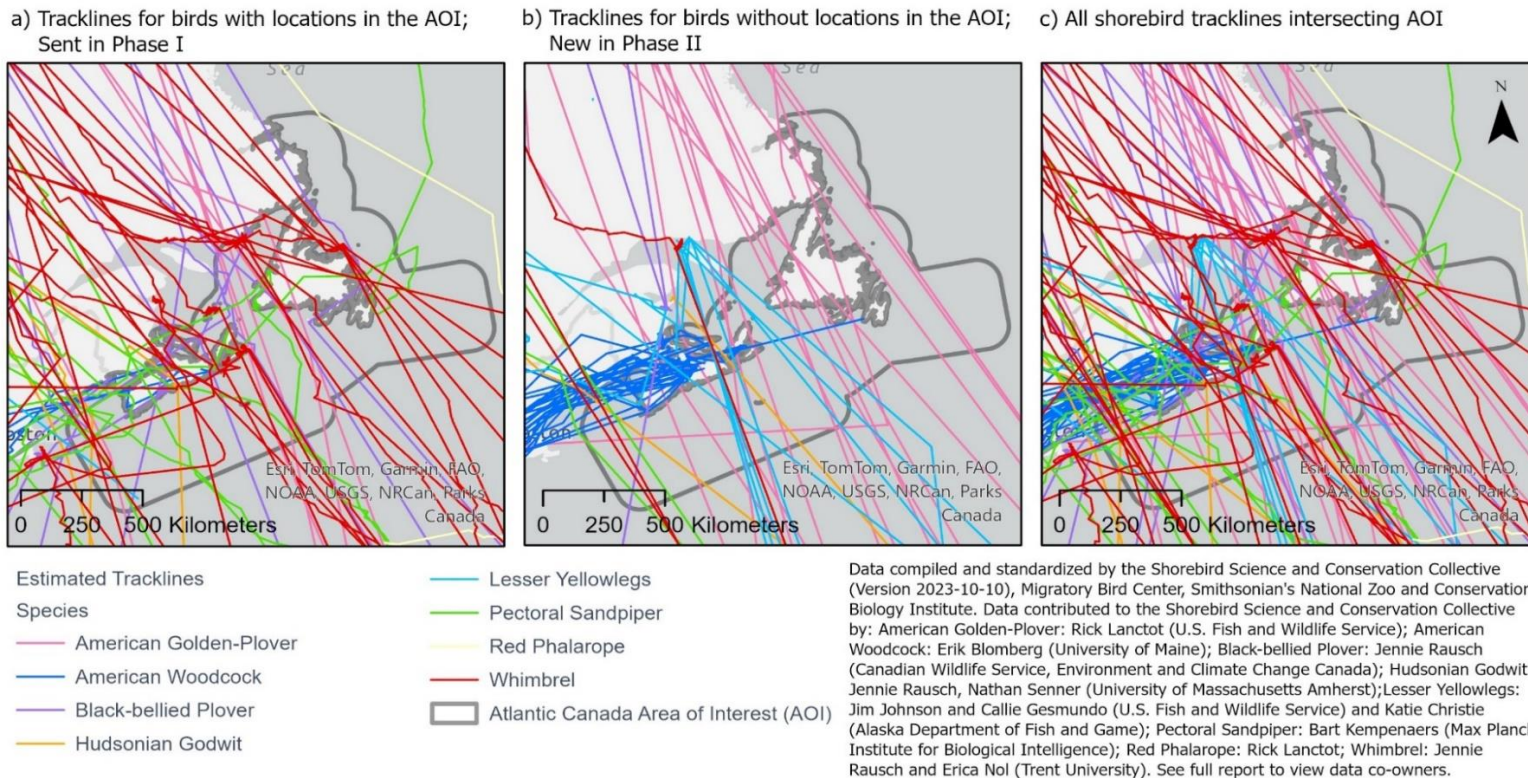 a) Tracklines for birds with locations in the AOI;
Sent in Phase I
b) Tracklines for birds without locations in the AOI;
New in Phase II
c) All shorebird tracklines intersecting AOI
Sea
Esri, TomTom, Garmin, FAO,
NOAA, USGS, NRCan, Parks
Canada
0 250 500 Kilometers
Sea
Esri, TomTom, Garmin, FAO,
NOAA, USGS, NRCan, Parks
Canada
0 250 500 Kilometers
Sea
N
Esri, TomTom, Garmin, FAO,
NOAA, USGS, NRCan, Parks
Canada
0 250 500 Kilometers
Estimated Tracklines
Species
American Golden-Plover
American Woodcock
Black-bellied Plover
Hudsonian Godwit
Lesser Yellowlegs
Pectoral Sandpiper
Red Phalarope
Whimbrel
Atlantic Canada Area of Interest (AOI)
Data compiled and standardized by the Shorebird Science and Conservation Collective
(Version 2023-10-10), Migratory Bird Center, Smithsonian's National Zoo and Conservation
Biology Institute. Data contributed to the Shorebird Science and Conservation Collective
by: American Golden-Plover: Rick Lanctot (U.S. Fish and Wildlife Service); American
Woodcock: Erik Blomberg (University of Maine); Black-bellied Plover: Jennie Rausch
(Canadian Wildlife Service, Environment and Climate Change Canada); Hudsonian Godwit
Jennie Rausch, Nathan Senner (University of Massachusetts Amherst);Lesser Yellowlegs:
Jim Johnson and Callie Gesmundo (U.S. Fish and Wildlife Service) and Katie Christie
(Alaska Department of Fish and Game); Pectoral Sandpiper: Bart Kempenaers (Max Planc
Institute for Biological Intelligence); Red Phalarope: Rick Lanctot; Whimbrel: Jennie
Rausch and Erica Nol (Trent University). See full report to view data co-owners.